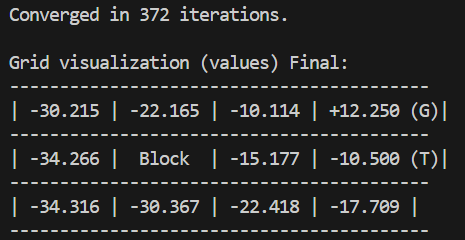 Converged in 372 iterations.
Grid visualization (values) Final:
------------------------------------------
| -30.215 | -22.165 | -10.114 | +12.250 (G)|
------------------------------------------
| -34.266 |  Block  | -15.177 | -10.500 (T)|
------------------------------------------
| -34.316 | -30.367 | -22.418 | -17.709 |
------------------------------------------